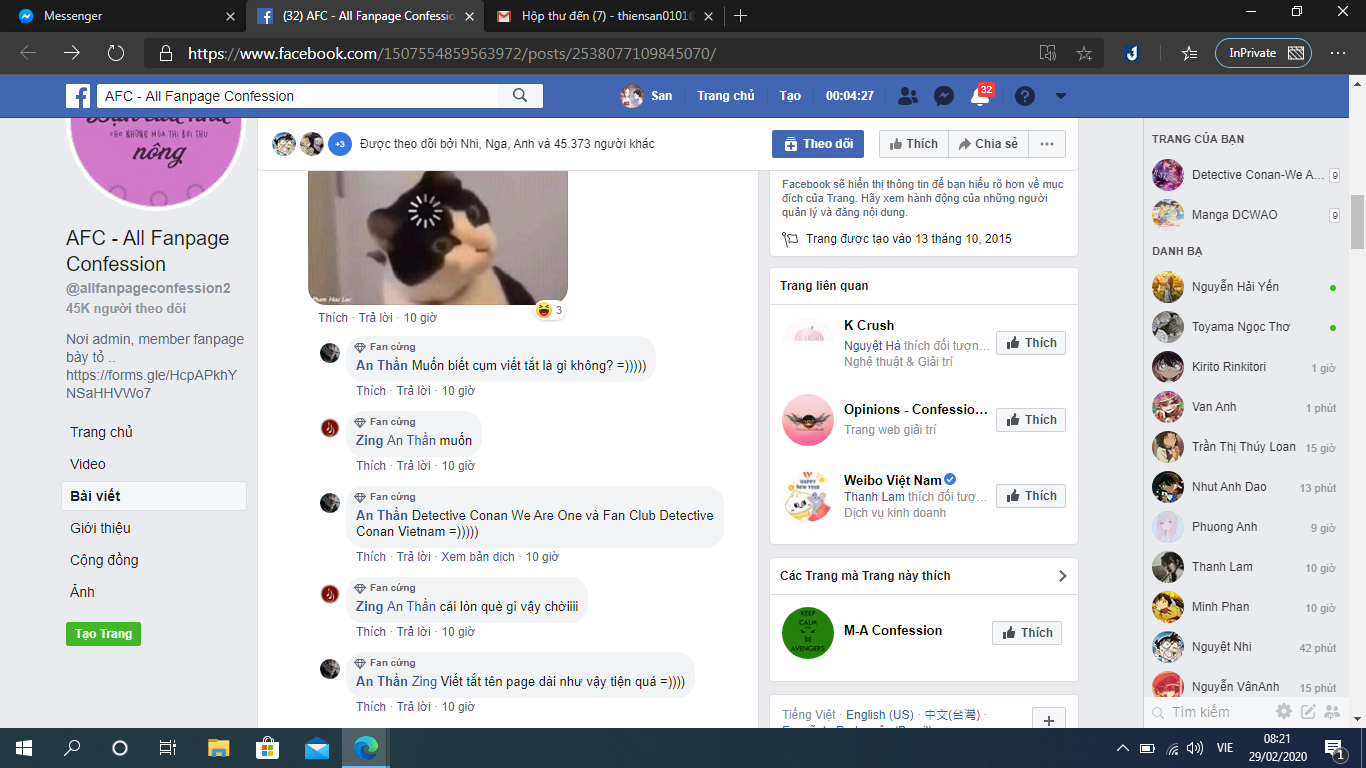 Messenger
(32) AFC - All Fanpage Confessio
Hộp thư đến (7) - thiensan0101
https://www.facebook.com/1507554859563972/posts/2538077109845070/
InPrivate
AFC - All Fanpage Confession
San
Trang chủ
Tạo
00:04:27
32
nông
AFC - All Fanpage
Confession
@allfanpageconfession2
45K người theo dõi
Nơi admin, member fanpage
bày tỏ ..
https://forms.gle/HcpAPkhY
NSaHHVWo7
Trang chủ
Video
Bài viết
Giới thiệu
Cộng đồng
Ảnh
Tạo Trang
+3
Được theo dõi bởi Nhi, Nga, Anh và 45.373 người khác
Theo dõi
Thích
Chia sẻ
Pham Huu Loc
3
Thích · Trả lời · 10 giờ
Fan cứng
An Thần Muốn biết cụm viết tắt là gì không? =)))))
Thích · Trả lời · 10 giờ
Fan cứng
Zing An Thần muốn
Thích · Trả lời · 10 giờ
Fan cứng
An Thần Detective Conan We Are One và Fan Club Detective
Conan Vietnam =)))))
Thích · Trả lời · Xem bản dịch · 10 giờ
Fan cứng
Zing An Thần cái lòn què gì vậy chờiiii
Thích · Trả lời · 10 giờ
Fan cứng
An Thần Zing Viết tắt tên page dài như vậy tiện quá =))))
Thích · Trả lời · 10 giờ
Facebook sẽ hiển thị thông tin để bạn hiểu rõ hơn về mục
đích của Trang. Hãy xem hành động của những người
quản lý và đăng nội dung.
Trang được tạo vào 13 tháng 10, 2015
Trang liên quan
K Crush
Nguyệt Hà thích đối tượn...
Nghệ thuật & Giải trí
Thích
Opinions - Confessio...
Trang web giải trí
Thích
HAPPY
NEW YEAR
Weibo Việt Nam
Thanh Lam thích đối tượ...
Dịch vụ kinh doanh
Thích
Các Trang mà Trang này thích
KEEP
CALM
AND
BE
AVENGERS
M-A Confession
Thích
Tiếng Việt · English (US) · 中文(台灣) ·
TRANG CỦA BẠN
Detective Conan-We A... 9
Manga DCWAO 9
DANH BẠ
Nguyễn Hải Yến
Toyama Ngọc Thơ
Kirito Rinkitori 1 giờ
Van Anh 1 phút
Trần Thị Thúy Loan 15 giờ
Nhut Anh Dao 13 phút
Phuong Anh 9 giờ
Thanh Lam 10 giờ
Minh Phan 10 giờ
Nguyệt Nhi 42 phút
Nguyễn VânAnh 15 phút
Tìm kiếm
VIE
08:21
29/02/2020
1